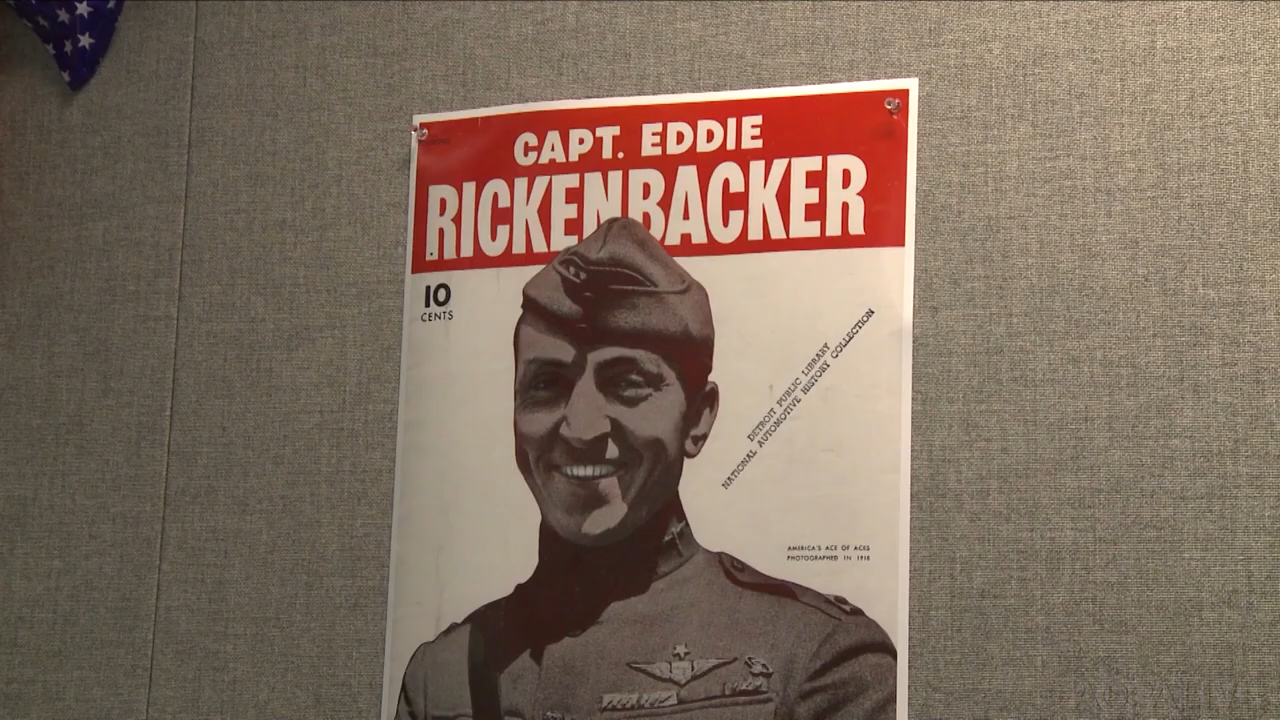 CAPT. EDDIE
RICKENBACKER
10
CENTS
DETROIT PUBLIC LIBRARY
NATIONAL AUTOMOTIVE HISTORY COLLECTION
AMERICA'S ACE OF ACES
PHOTOGRAPHED IN 1918